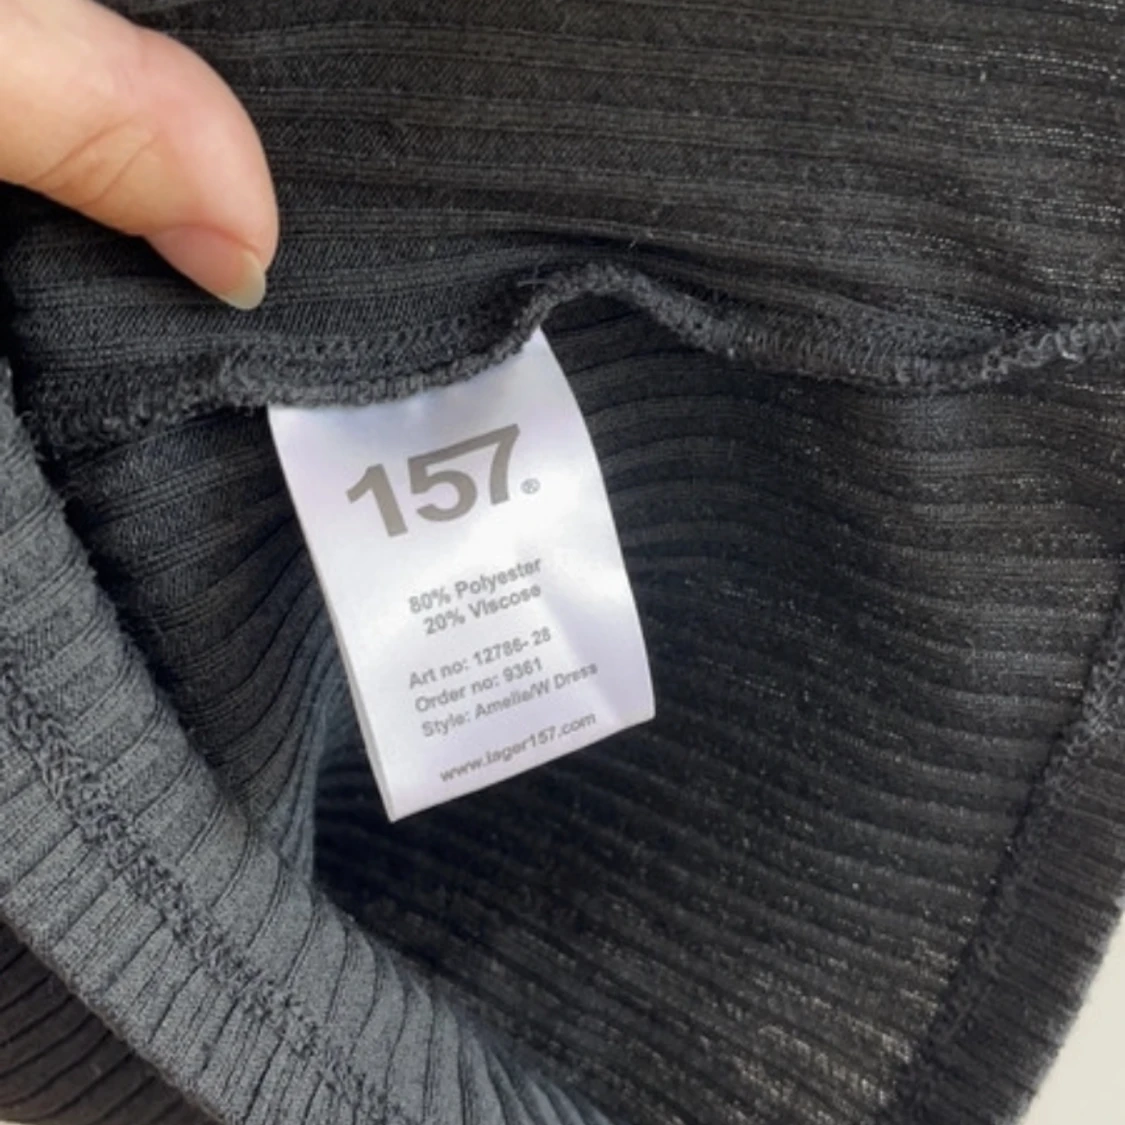 157®
80% Polyester
20% Viscose
Art no: 12786- 28
Order no: 9361
Style: Amelie/W Dress
www.lager157.com